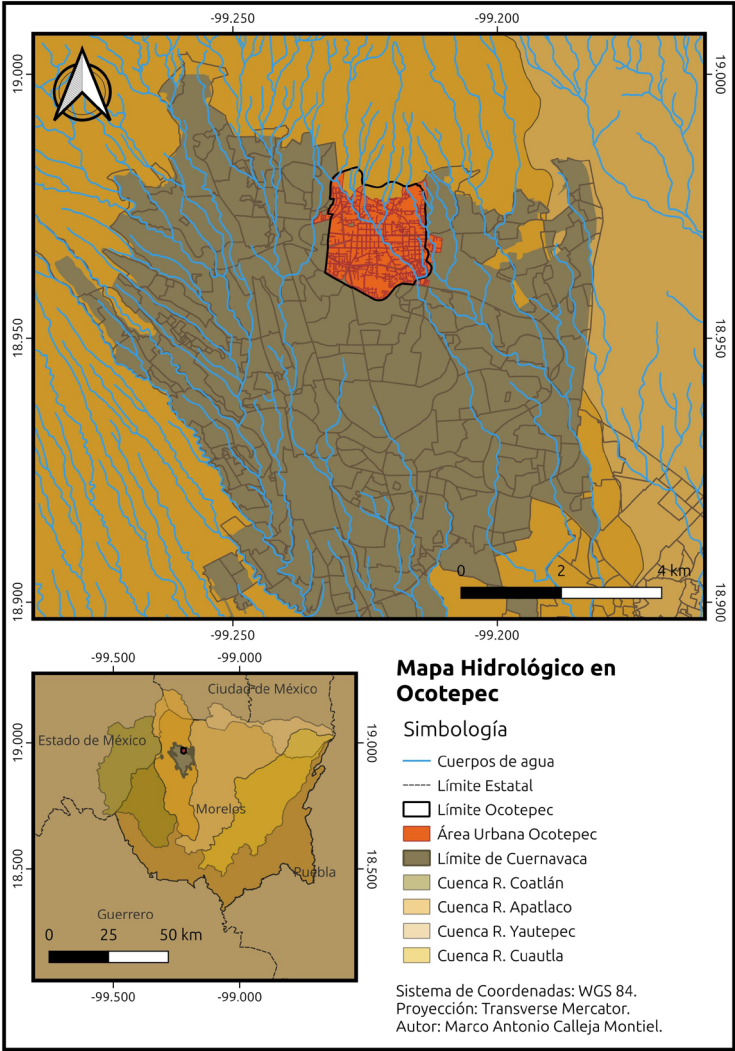 -99.250
-99.200
19.000
19.000
18.950
18.950
18.900
18.900
0
2
4 km
-99.250
-99.200
-99.500
-99.000
Ciudad de México
Estado de México
Morelos
Puebla
Guerrero
0
25
50 km
19.000
19.000
18.500
18.500
-99.500
-99.000
Mapa Hidrológico en
Ocotepec
Simbología
Cuerpos de agua
Límite Estatal
Límite Ocotepec
Área Urbana Ocotepec
Límite de Cuernavaca
Cuenca R. Coatlán
Cuenca R. Apatlaco
Cuenca R. Yautepec
Cuenca R. Cuautla
Sistema de Coordenadas: WGS 84.
Proyección: Transverse Mercator.
Autor: Marco Antonio Calleja Montiel.